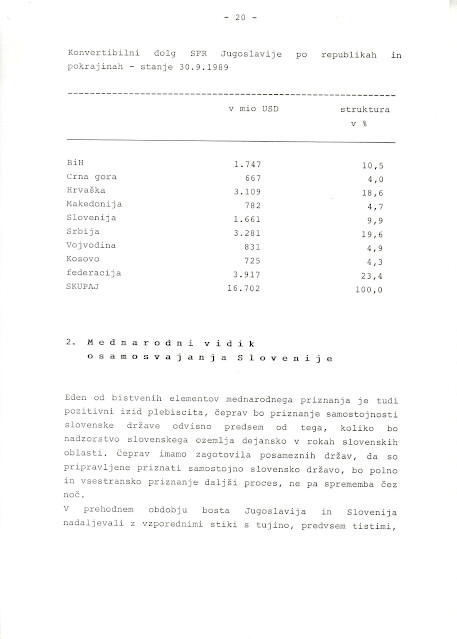 - 20 -
Konvertibilni dolg SFR Jugoslavije po republikah in
pokrajinah - stanje 30.9.1989
v mio USD struktura
v %
BiH 1.747 10,5
Crna gora 667 4,0
Hrvaška 3.109 18,6
Makedonija 782 4,7
Slovenija 1.661 9,9
Srbija 3.281 19,6
Vojvodina 831 4,9
Kosovo 725 4,3
federacija 3.917 23,4
SKUPAJ 16.702 100,0
2. Mednarodni vidik
osamosvajanja Slovenije
Eden od bistvenih elementov mednarodnega priznanja je tudi
pozitivni izid plebiscita, čeprav bo priznanje samostojnosti
slovenske države odvisno predsem od tega, koliko bo
nadzorstvo slovenskega ozemlja dejansko v rokah slovenskih
oblasti. Čeprav imamo zagotovila posameznih držav, da so
pripravljene priznati samostojno slovensko državo, bo polno
in vsestransko priznanje daljši proces, ne pa sprememba čez
noč.
V prehodnem obdobju bosta Jugoslavija in Slovenija
nadaljevali z vzporednimi stiki s tujino, predvsem tistimi,